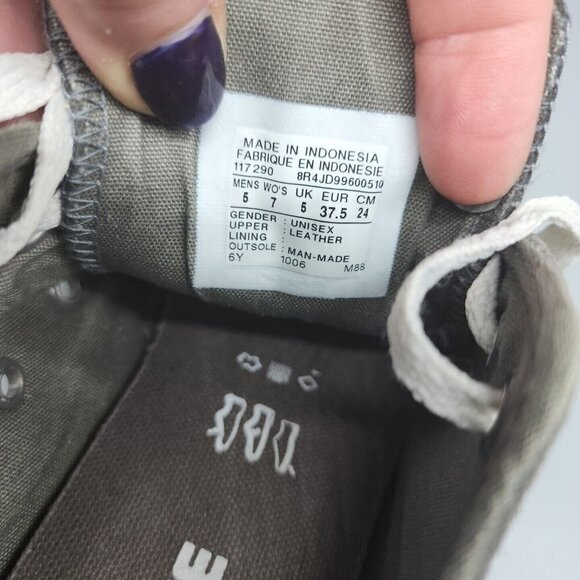 MADE IN INDONESIA
FABRIQUE EN INDONESIE
117290 8R4JD99600510
MENS WO'S UK EUR CM
5 7 5 37.5 24
GENDER : UNISEX
UPPER : LEATHER
LINING :
OUTSOLE : MAN-MADE
6Y 1006 M88
E